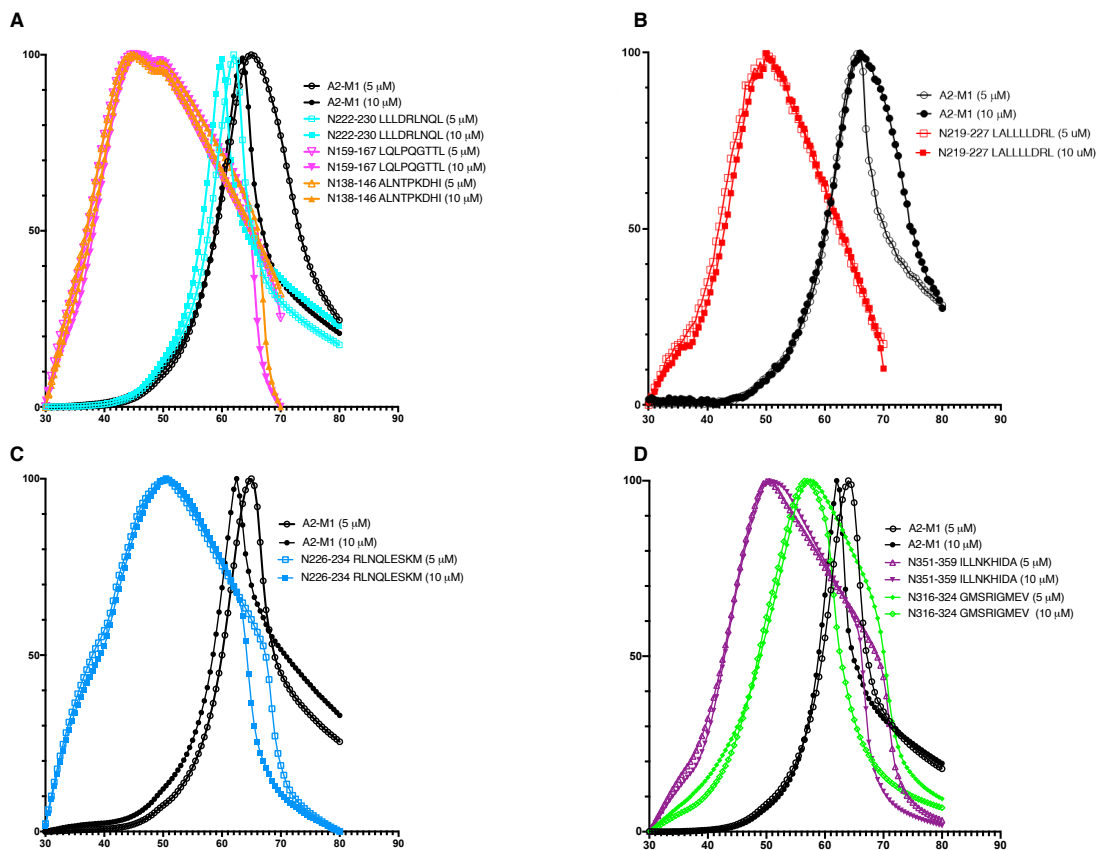 A
100
50
0
30 40 50 60 70 80 90
A2-M1 (5 μM)
A2-M1 (10 μM)
N222-230 LLLDRLNQL (5 μM)
N222-230 LLLDRLNQL (10 μM)
N159-167 LQLPQGTTL (5 μM)
N159-167 LQLPQGTTL (10 μM)
N138-146 ALNTPKDHI (5 μM)
N138-146 ALNTPKDHI (10 μM)
B
100
50
0
30 40 50 60 70 80 90
A2-M1 (5 μM)
A2-M1 (10 μM)
N219-227 LALLLLDRL (5 uM)
N219-227 LALLLLDRL (10 uM)
C
100
50
0
30 40 50 60 70 80 90
A2-M1 (5 μM)
A2-M1 (10 μM)
N226-234 RLNQLESKM (5 μM)
N226-234 RLNQLESKM (10 μM)
D
100
50
0
30 40 50 60 70 80 90
A2-M1 (5 μM)
A2-M1 (10 μM)
N351-359 ILLNKHIDA (5 μM)
N351-359 ILLNKHIDA (10 μM)
N316-324 GMSRIGMEV (5 μM)
N316-324 GMSRIGMEV (10 μM)